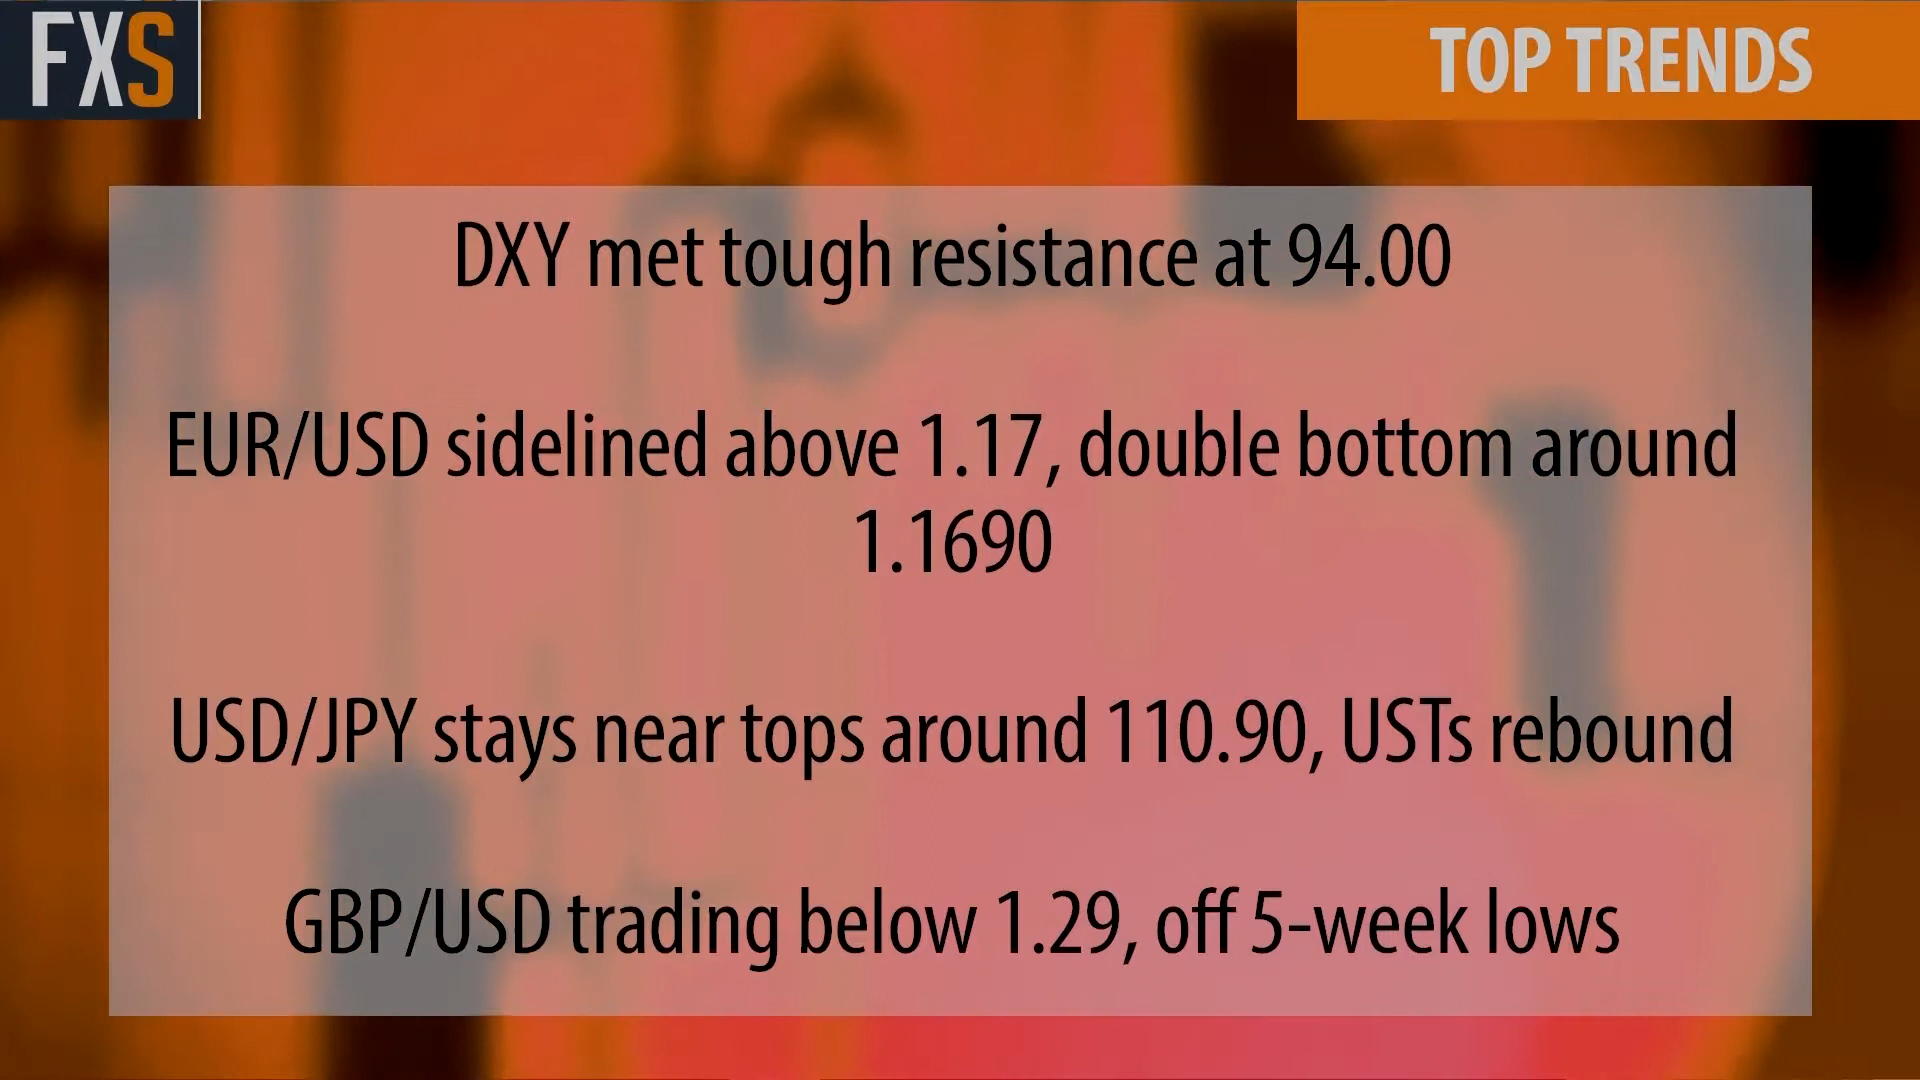 FXS
TOP TRENDS
DXY met tough resistance at 94.00
EUR/USD sidelined above 1.17, double bottom around
1.1690
USD/JPY stays near tops around 110.90, USTs rebound
GBP/USD trading below 1.29, off 5-week lows